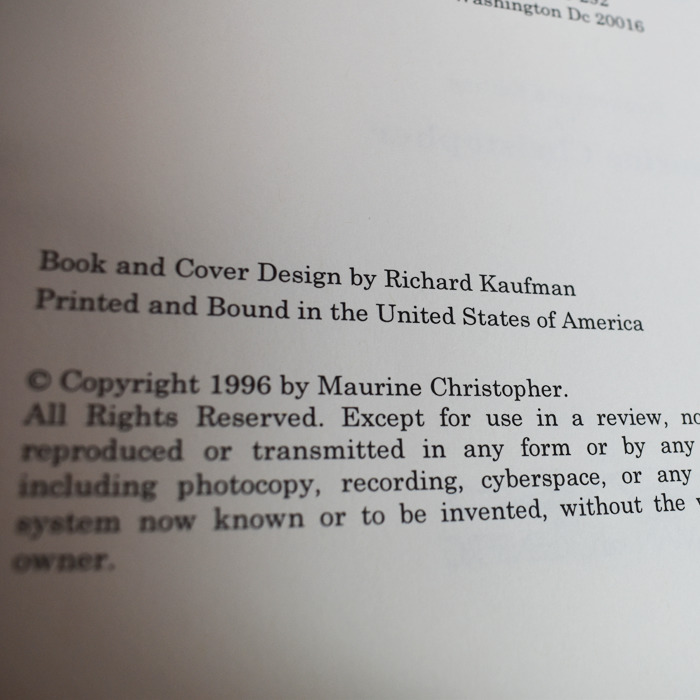 Washington Dc 20016
Book and Cover Design by Richard Kaufman
Printed and Bound in the United States of America
© Copyright 1996 by Maurine Christopher.
All Rights Reserved. Except for use in a review, no
reproduced or transmitted in any form or by any
including photocopy, recording, cyberspace, or any
system now known or to be invented, without the
owner.